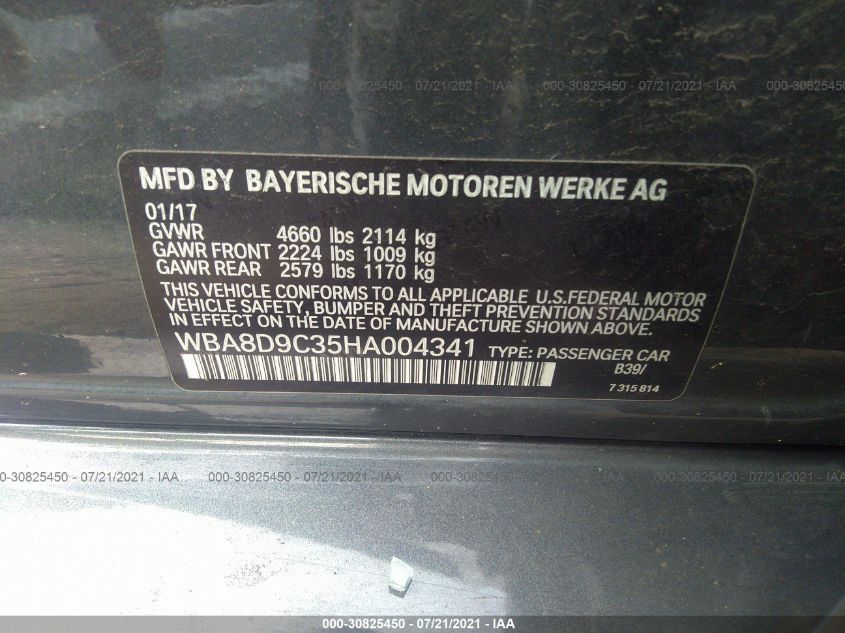 000-30825450 - 07/21/2021 - IAA 000-30825450 - 07/21/2021 - IAA 000-30825450 - 07/21/2021
MFD BY BAYERISCHE MOTOREN WERKE AG
01/17
GVWR 4660 lbs 2114 kg
GAWR FRONT 2224 lbs 1009 kg
GAWR REAR 2579 lbs 1170 kg
THIS VEHICLE CONFORMS TO ALL APPLICABLE U.S.FEDERAL MOTOR
VEHICLE SAFETY, BUMPER AND THEFT PREVENTION STANDARDS
IN EFFECT ON THE DATE OF MANUFACTURE SHOWN ABOVE.
WBA8D9C35HA004341 TYPE: PASSENGER CAR
B39/
7 315 814
0-30825450 - 07/21/2021 - IAA 000-30825450 - 07/21/2021 - IAA 000-30825450 - 07/21/2021 - IAA
000-30825450 - 07/21/2021 - IAA